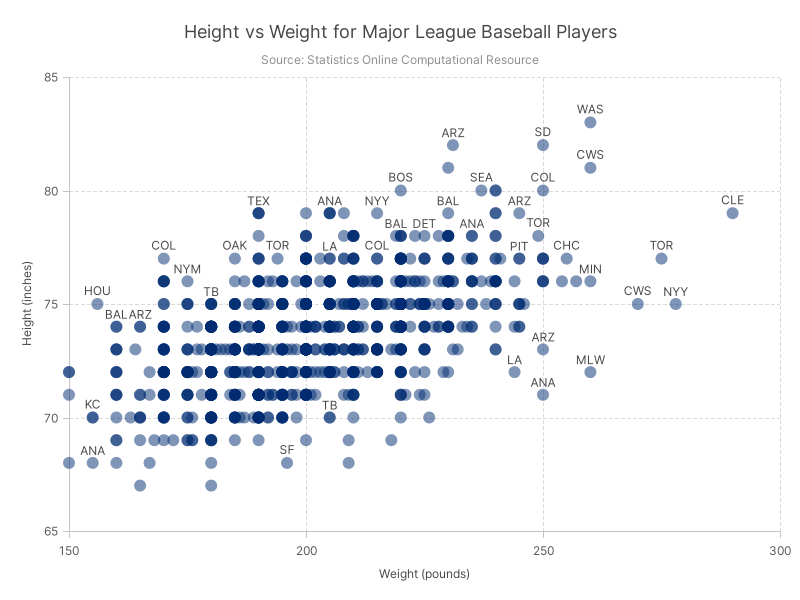 Height vs Weight for Major League Baseball Players
Source: Statistics Online Computational Resource
85
WAS
ARZ SD
CWS
BOS SEA COL
80
TEX ANA NYY BAL ARZ CLE
BAL DET ANA TOR
COL OAK TOR LA COL PIT CHC TOR
NYM MIN
HOU TB CWS NYY
75
BAL ARZ
ARZ
LA MLW
ANA
KC TB
70
ANA SF
65
150 200 250 300
Height (inches)
Weight (pounds)